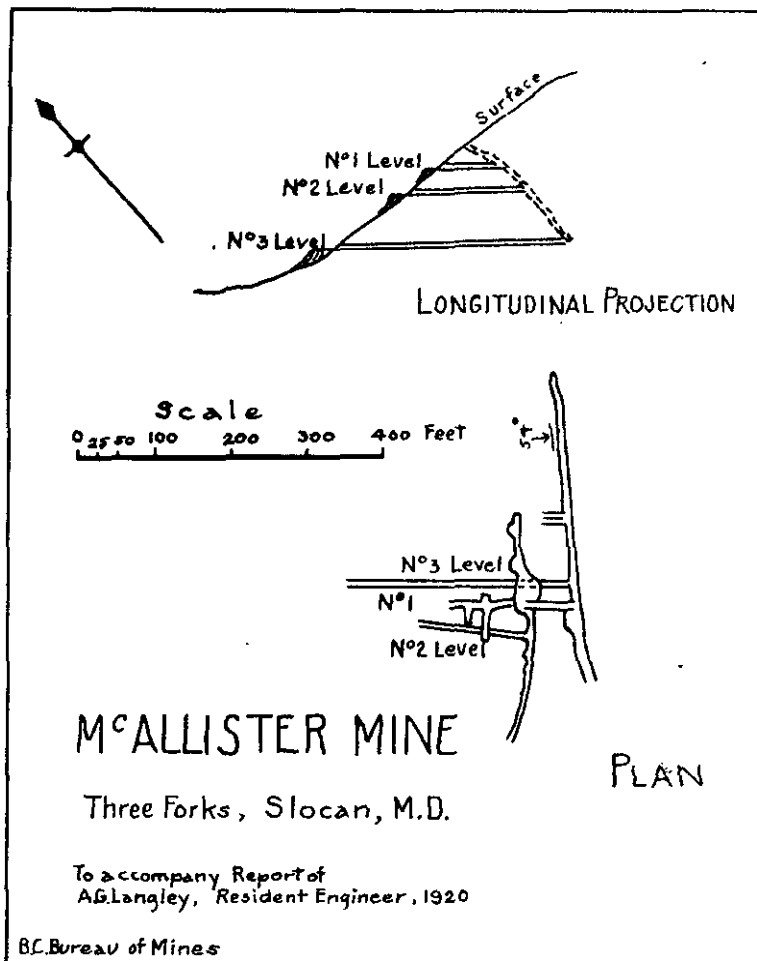 Surface
Nº1 Level
Nº2 Level
Nº3 Level
LONGITUDINAL PROJECTION
Scale
0 25 50 100 200 300 400 Feet
54°
Nº3 Level
Nº1
Nº2 Level
McALLISTER MINE
PLAN
Three Forks, Slocan, M.D.
To accompany Report of
A.G.Langley, Resident Engineer, 1920
B.C. Bureau of Mines